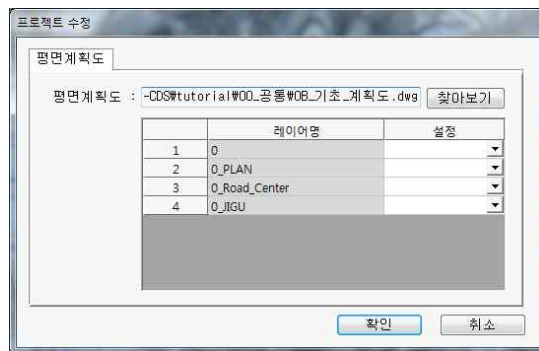 프로젝트 수정
평면계획도
평면계획도 : -CDS₩tutorial₩00_공통₩0B_기초_계획도.dwg 찾아보기
레이어명 설정
1 0
2 0_PLAN
3 0_Road_Center
4 0_JIGU
확인 취소